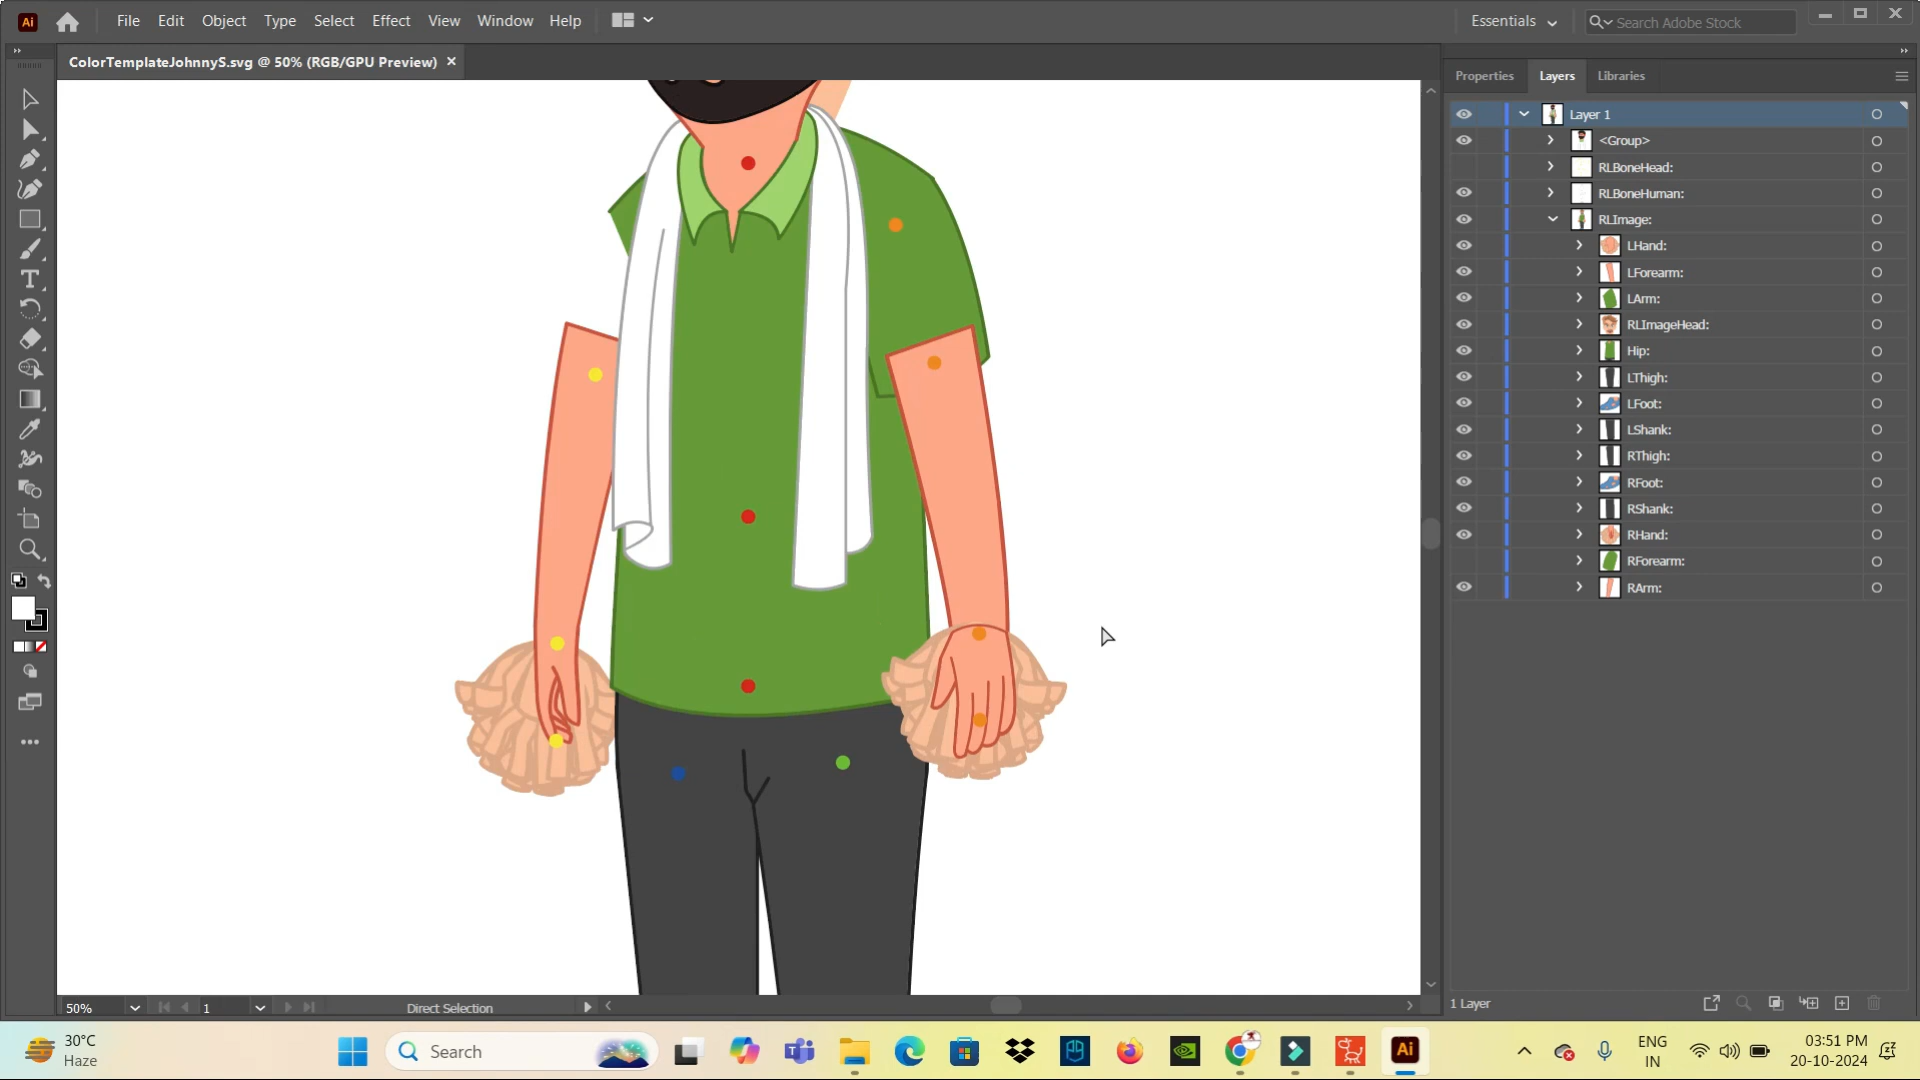 Ai File Edit Object Type Select Effect View Window Help Essentials Search Adobe Stock
ColorTemplateJohnnyS.svg @ 50% (RGB/GPU Preview) ×
Properties Layers Libraries
Layer 1
<Group>
RLBoneHead:
RLBoneHuman:
RLImage:
LHand:
LForearm:
LArm:
RLImageHead:
Hip:
LThigh:
LFoot:
LShank:
RThigh:
RFoot:
RShank:
RHand:
RForearm:
RArm:
1 Layer
50% 1 Direct Selection
30°C
Haze
Search
Ai
ENG
IN
03:51 PM
20-10-2024